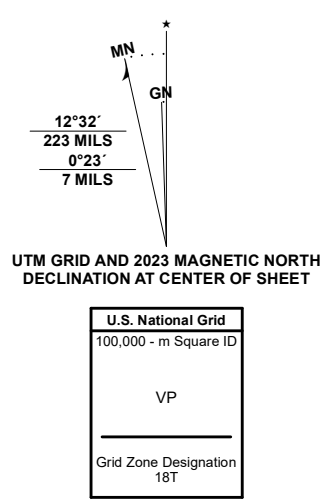 MN
GN
12°32´
223 MILS
0°23´
7 MILS
UTM GRID AND 2023 MAGNETIC NORTH
DECLINATION AT CENTER OF SHEET
U.S. National Grid
100,000 - m Square ID
VP
Grid Zone Designation
18T